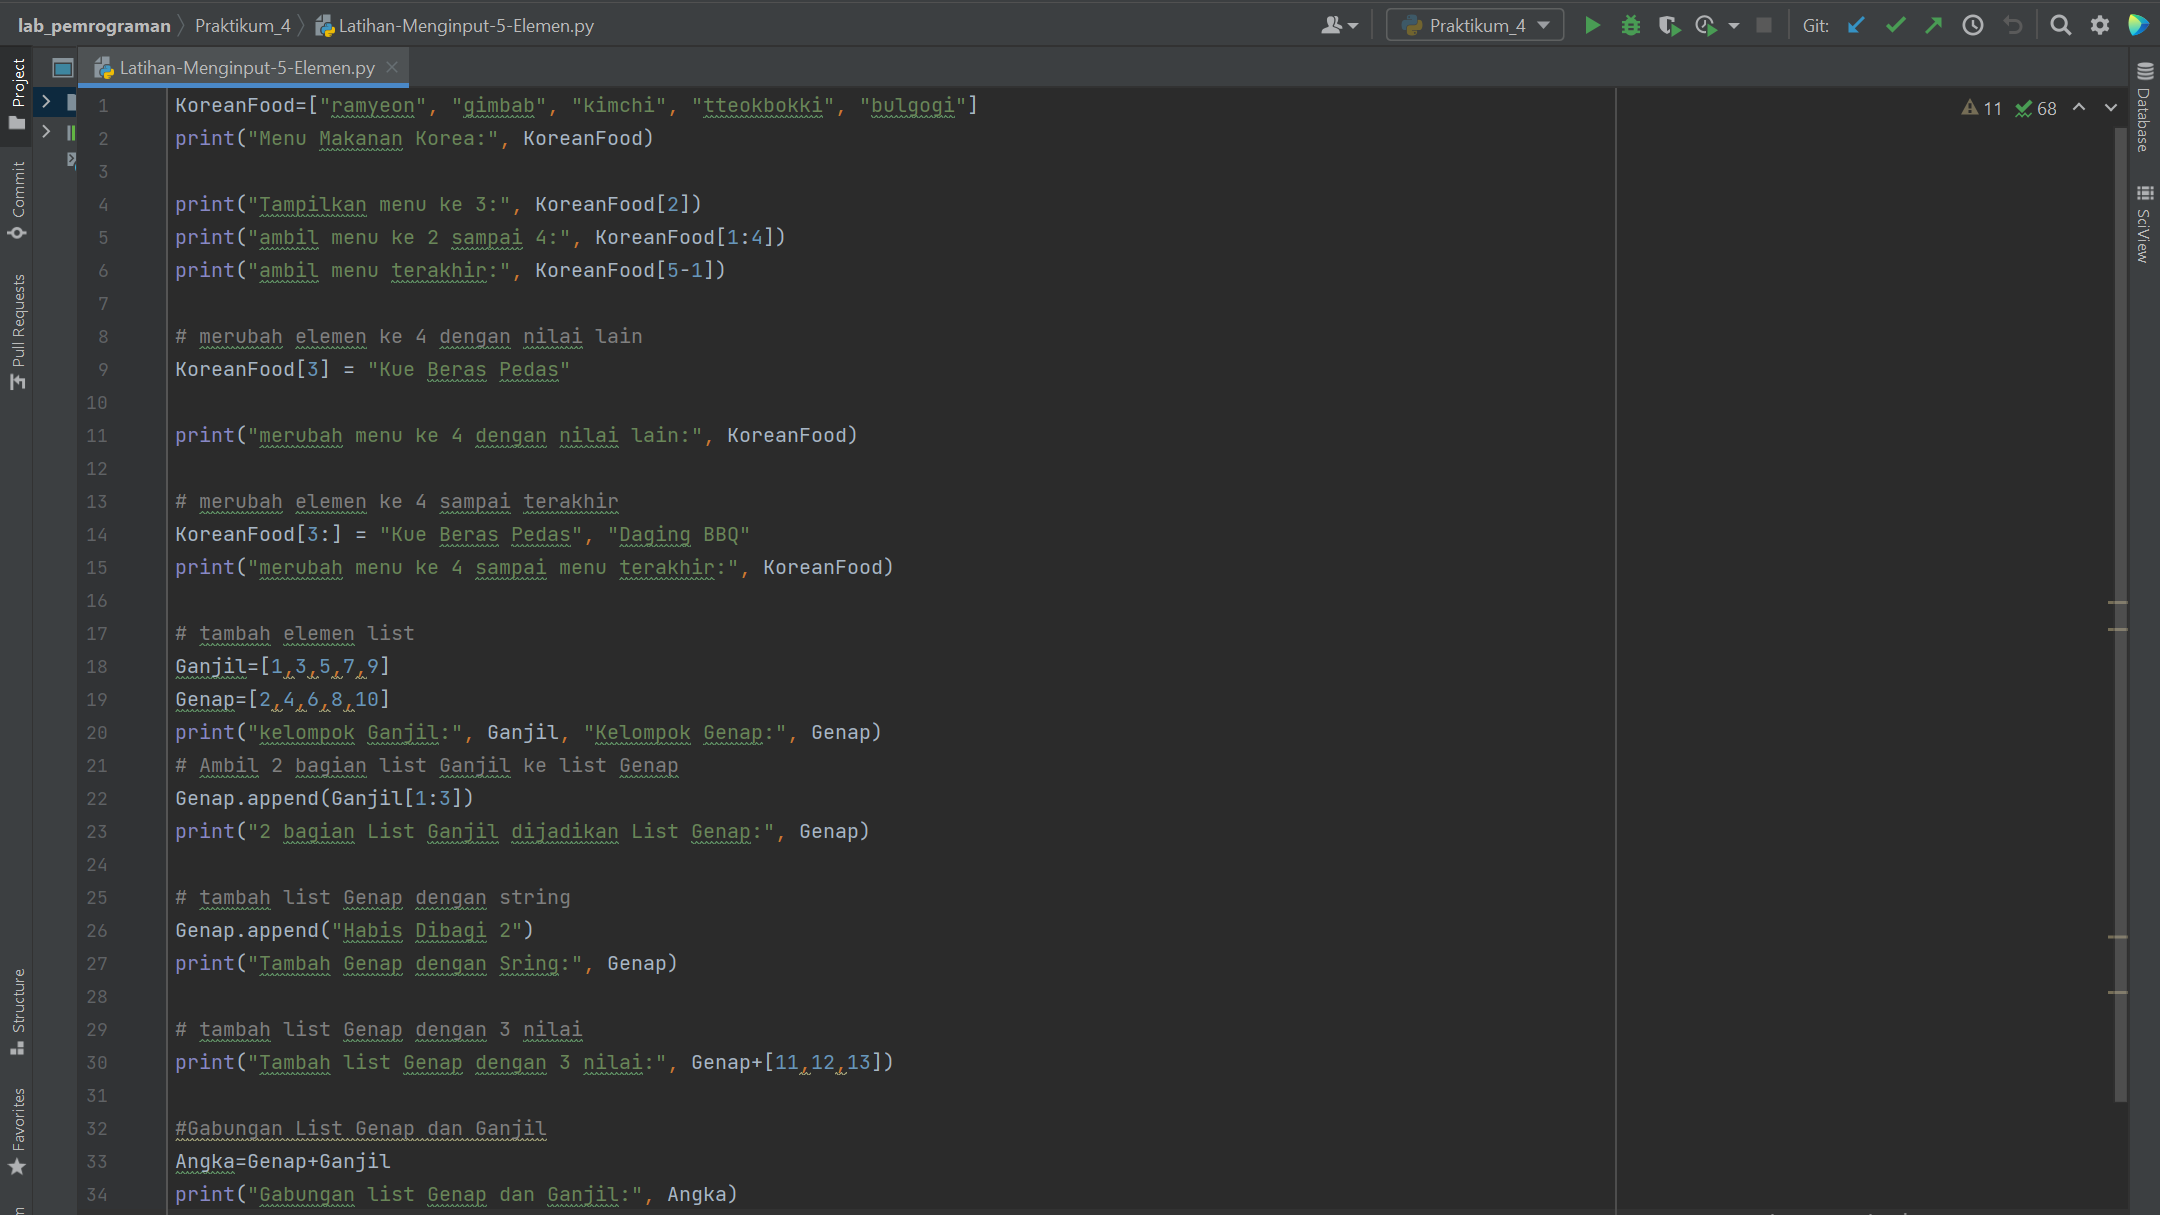 lab_pemrograman Praktikum_4 Latihan-Menginput-5-Elemen.py Praktikum_4 Git:
Latihan-Menginput-5-Elemen.py
Project
Commit
Pull Requests
Structure
Favorites
Database
SciView
11 68
1 KoreanFood=["ramyeon", "gimbab", "kimchi", "tteokbokki", "bulgogi"]
2 print("Menu Makanan Korea:", KoreanFood)
3
4 print("Tampilkan menu ke 3:", KoreanFood[2])
5 print("ambil menu ke 2 sampai 4:", KoreanFood[1:4])
6 print("ambil menu terakhir:", KoreanFood[5-1])
7
8 # merubah elemen ke 4 dengan nilai lain
9 KoreanFood[3] = "Kue Beras Pedas"
10
11 print("merubah menu ke 4 dengan nilai lain:", KoreanFood)
12
13 # merubah elemen ke 4 sampai terakhir
14 KoreanFood[3:] = "Kue Beras Pedas", "Daging BBQ"
15 print("merubah menu ke 4 sampai menu terakhir:", KoreanFood)
16
17 # tambah elemen list
18 Ganjil=[1,3,5,7,9]
19 Genap=[2,4,6,8,10]
20 print("kelompok Ganjil:", Ganjil, "Kelompok Genap:", Genap)
21 # Ambil 2 bagian list Ganjil ke list Genap
22 Genap.append(Ganjil[1:3])
23 print("2 bagian List Ganjil dijadikan List Genap:", Genap)
24
25 # tambah list Genap dengan string
26 Genap.append("Habis Dibagi 2")
27 print("Tambah Genap dengan Sring:", Genap)
28
29 # tambah list Genap dengan 3 nilai
30 print("Tambah list Genap dengan 3 nilai:", Genap+[11,12,13])
31
32 #Gabungan List Genap dan Ganjil
33 Angka=Genap+Ganjil
34 print("Gabungan list Genap dan Ganjil:", Angka)